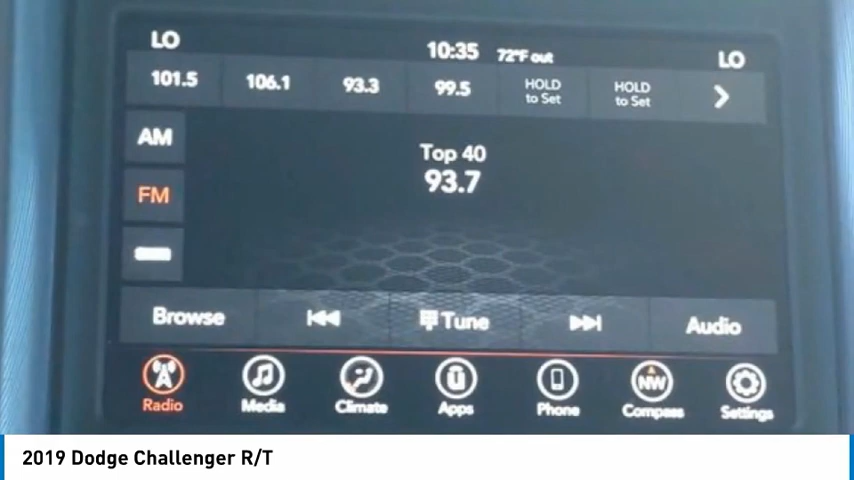 LO 10:35 72°F out LO
101.5 106.1 93.3 99.5 HOLD to Set HOLD to Set
AM
Top 40
93.7
FM
Browse Tune Audio
Radio Media Climate Apps Phone NW Compass Settings
2019 Dodge Challenger R/T